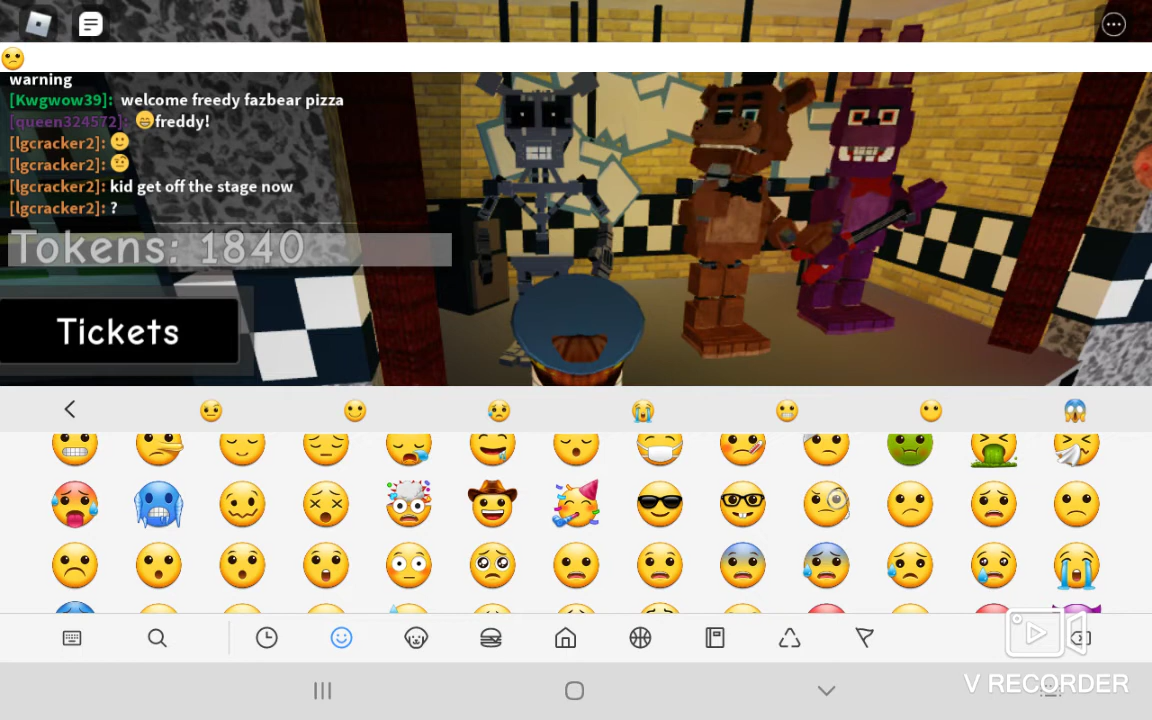 warning
[Kwgwow39]: welcome freedy fazbear pizza
[queen324572]: 😄freddy!
[lgcracker2]: 🙂
[lgcracker2]: 🤨
[lgcracker2]: kid get off the stage now
[lgcracker2]: ?
Tokens: 1840
Tickets
V RECORDER